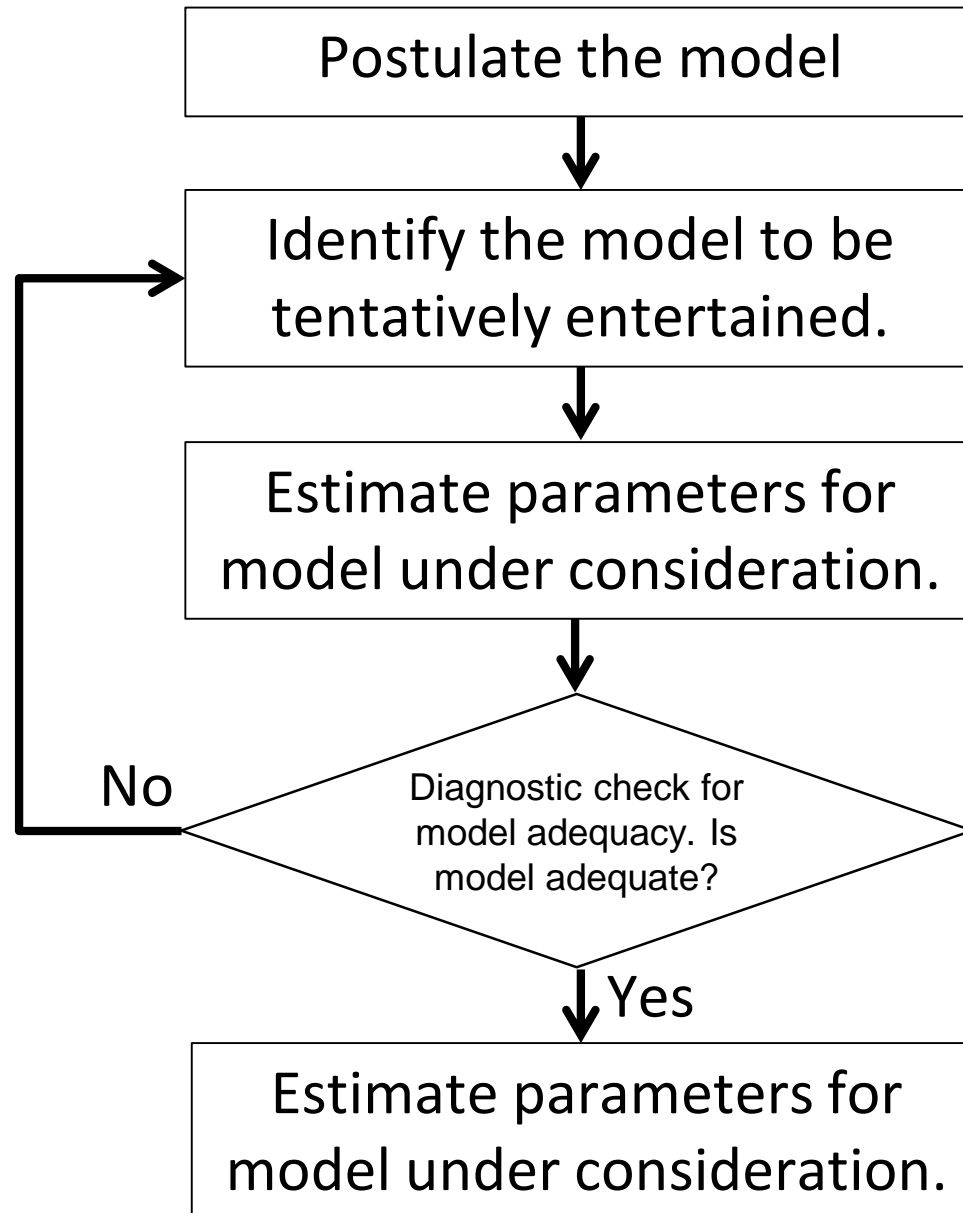 Postulate the model
Identify the model to be
tentatively entertained.
Estimate parameters for
model under consideration.
No
Diagnostic check for
model adequacy. Is
model adequate?
Yes
Estimate parameters for
model under consideration.